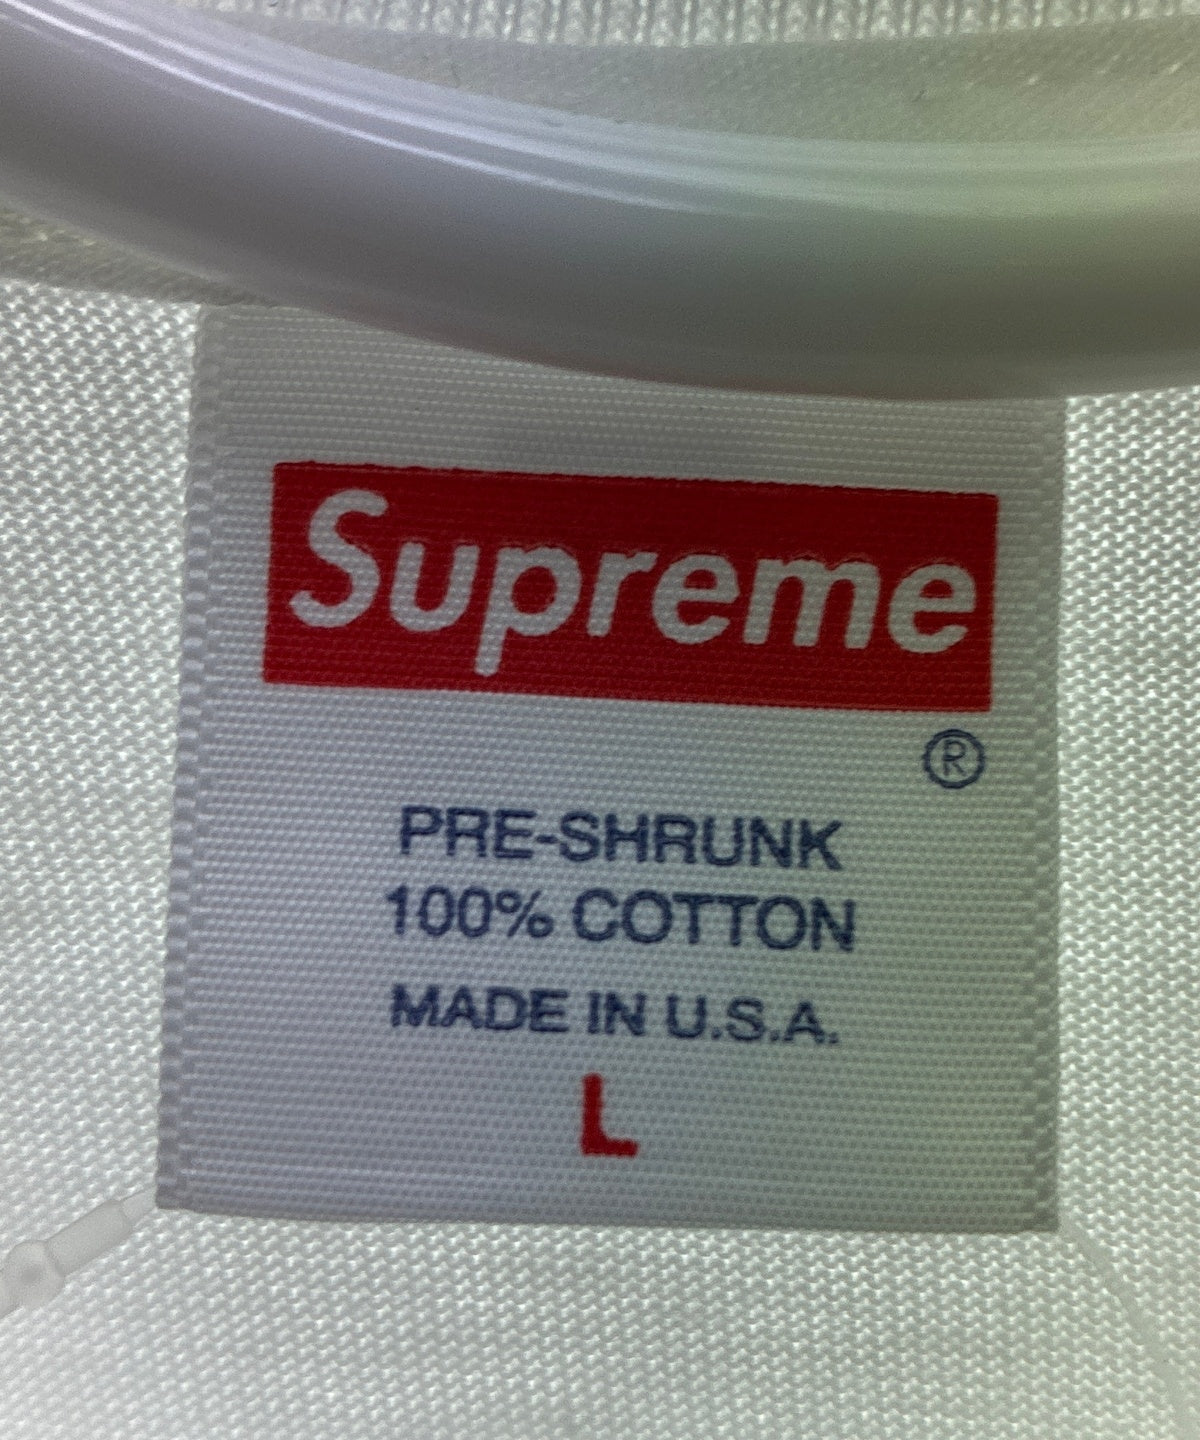 Supreme
®
PRE-SHRUNK
100% COTTON
MADE IN U.S.A.
L